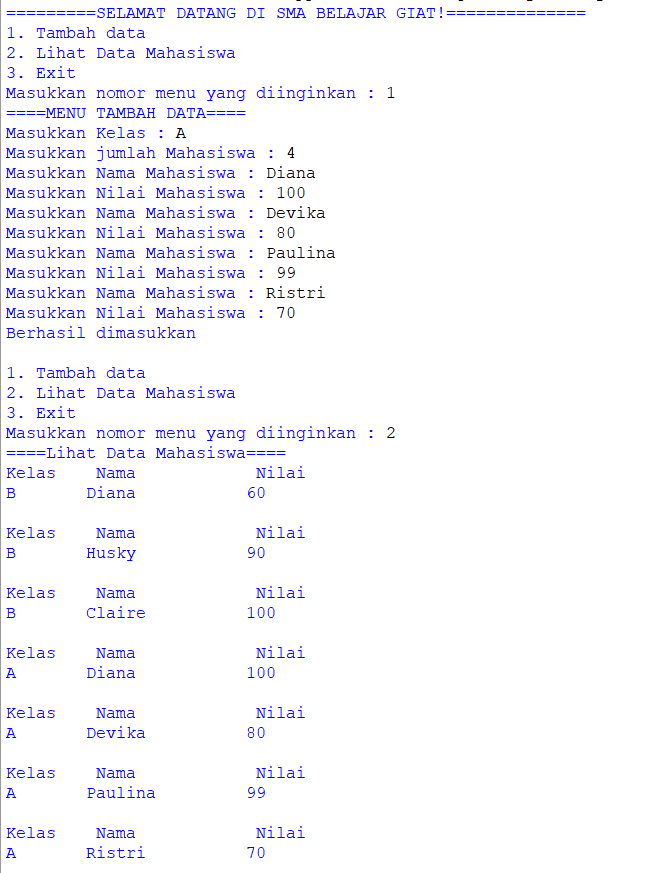 =========SELAMAT DATANG DI SMA BELAJAR GIAT!==============
1. Tambah data
2. Lihat Data Mahasiswa
3. Exit
Masukkan nomor menu yang diinginkan : 1
====MENU TAMBAH DATA====
Masukkan Kelas : A
Masukkan jumlah Mahasiswa : 4
Masukkan Nama Mahasiswa : Diana
Masukkan Nilai Mahasiswa : 100
Masukkan Nama Mahasiswa : Devika
Masukkan Nilai Mahasiswa : 80
Masukkan Nama Mahasiswa : Paulina
Masukkan Nilai Mahasiswa : 99
Masukkan Nama Mahasiswa : Ristri
Masukkan Nilai Mahasiswa : 70
Berhasil dimasukkan

1. Tambah data
2. Lihat Data Mahasiswa
3. Exit
Masukkan nomor menu yang diinginkan : 2
====Lihat Data Mahasiswa====
Kelas    Nama            Nilai
B       Diana           60

Kelas    Nama            Nilai
B       Husky           90

Kelas    Nama            Nilai
B       Claire          100

Kelas    Nama            Nilai
A       Diana           100

Kelas    Nama            Nilai
A       Devika          80

Kelas    Nama            Nilai
A       Paulina         99

Kelas    Nama            Nilai
A       Ristri          70